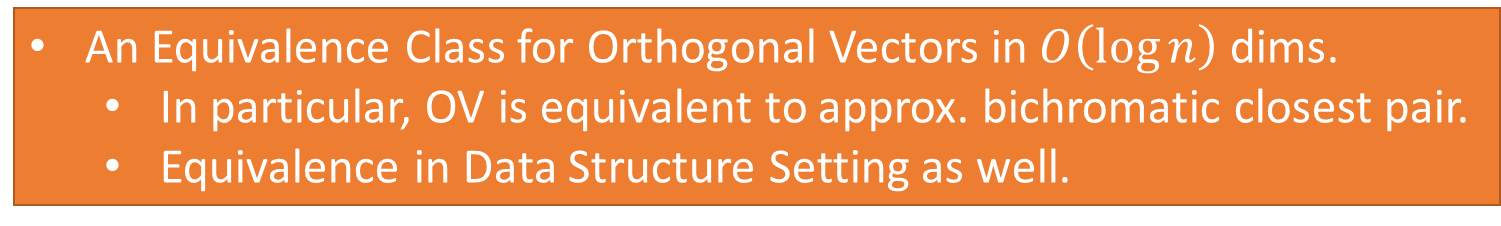 • An Equivalence Class for Orthogonal Vectors in O(log n) dims.
• In particular, OV is equivalent to approx. bichromatic closest pair.
• Equivalence in Data Structure Setting as well.